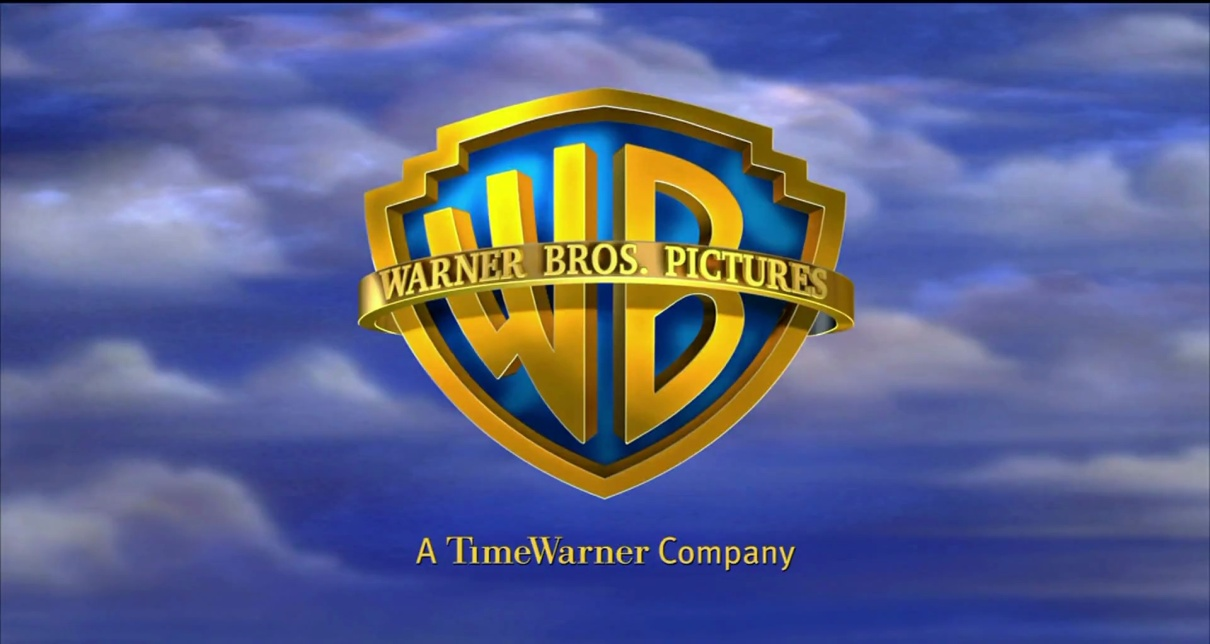 WB
WARNER BROS. PICTURES
A TimeWarner Company